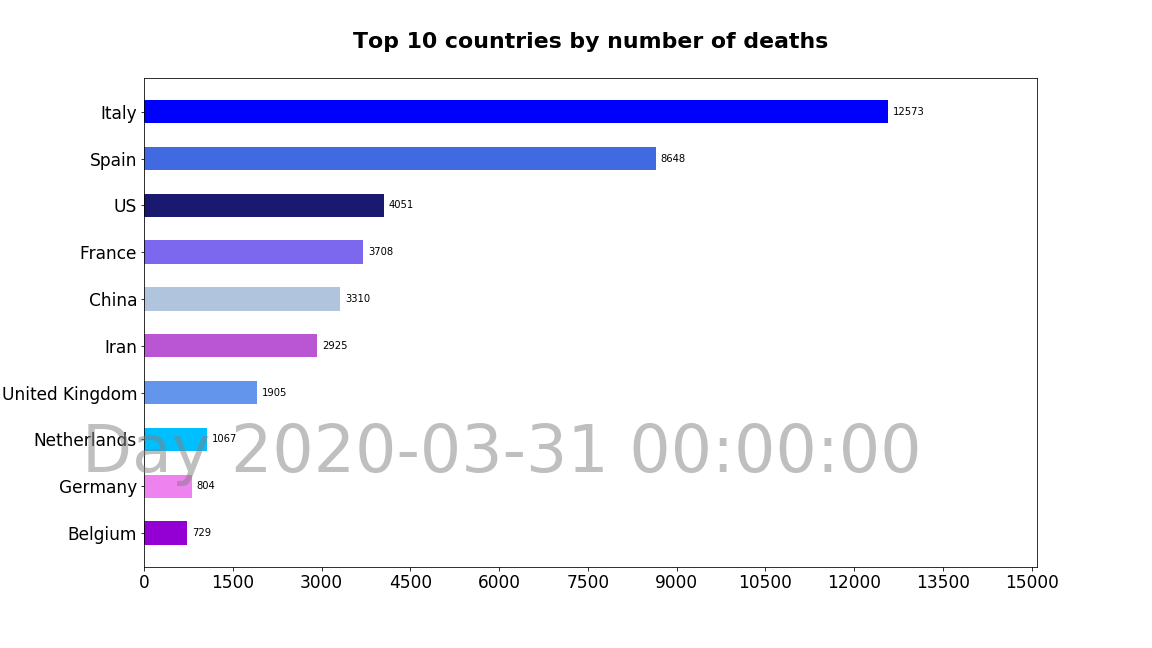 Top 10 countries by number of deaths
Italy 12573
Spain 8648
US 4051
France 3708
China 3310
Iran 2925
United Kingdom 1905
Netherlands 1067
Day 2020-03-31 00:00:00
Germany 804
Belgium 729
0 1500 3000 4500 6000 7500 9000 10500 12000 13500 15000